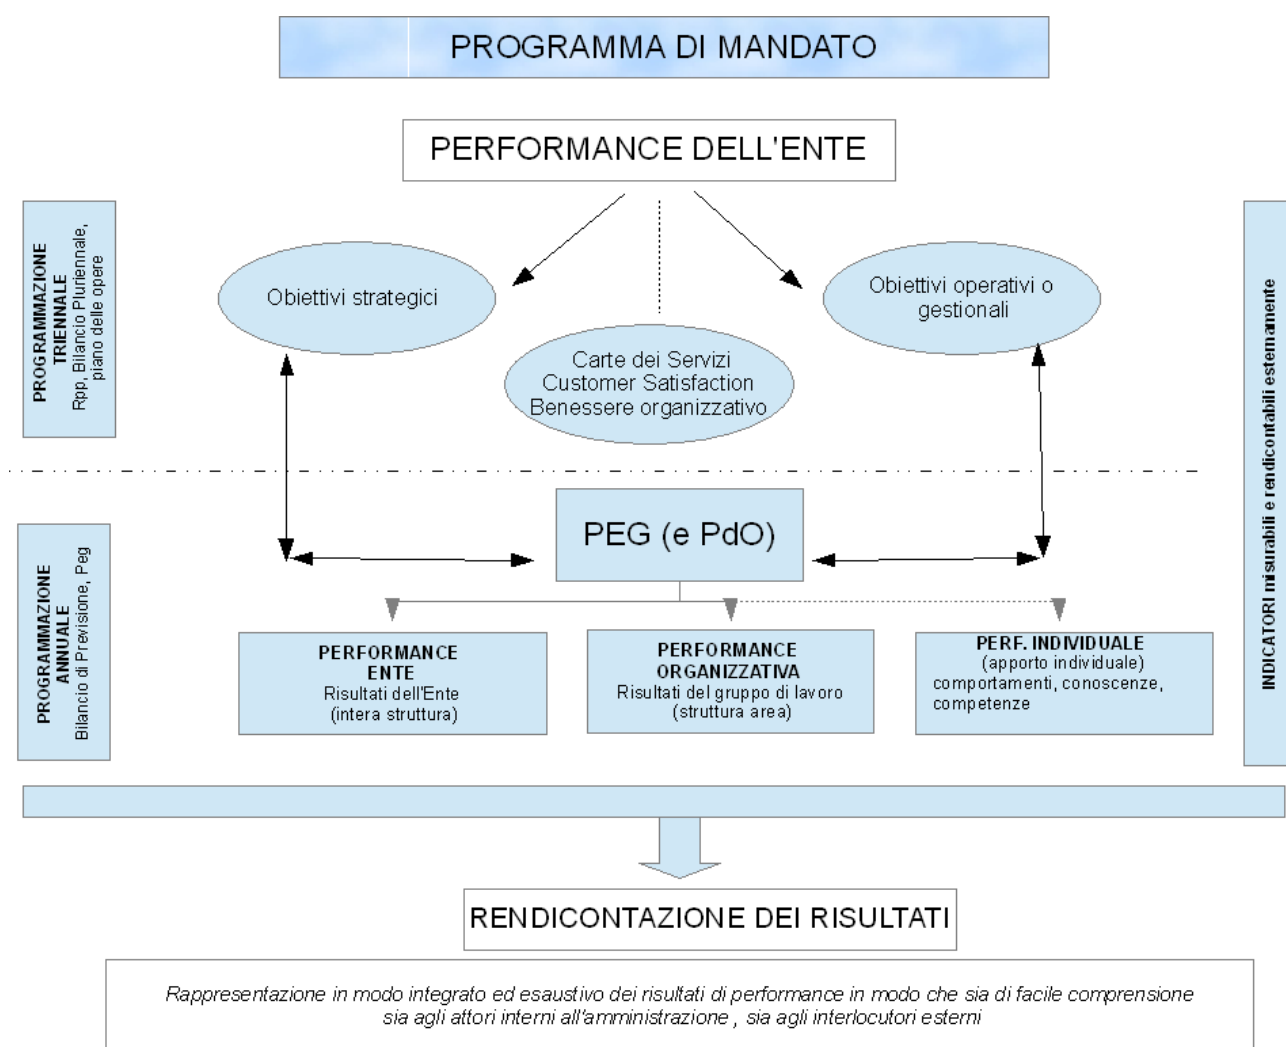 PROGRAMMA DI MANDATO
PERFORMANCE DELL'ENTE
PROGRAMMAZIONE
TRIENNALE
Rpp, Bilancio Pluriennale,
piano delle opere
Obiettivi strategici
Obiettivi operativi o
gestionali
Carte dei Servizi
Customer Satisfaction
Benessere organizzativo
INDICATORI misurabili e rendicontabili esternamente
PROGRAMMAZIONE
ANNUALE
Bilancio di Previsione, Peg
PEG (e PdO)
PERFORMANCE
ENTE
Risultati dell'Ente
(intera struttura)
PERFORMANCE
ORGANIZZATIVA
Risultati del gruppo di lavoro
(struttura area)
PERF. INDIVIDUALE
(apporto individuale)
comportamenti, conoscenze,
competenze
RENDICONTAZIONE DEI RISULTATI
Rappresentazione in modo integrato ed esaustivo dei risultati di performance in modo che sia di facile comprensione
sia agli attori interni all'amministrazione , sia agli interlocutori esterni